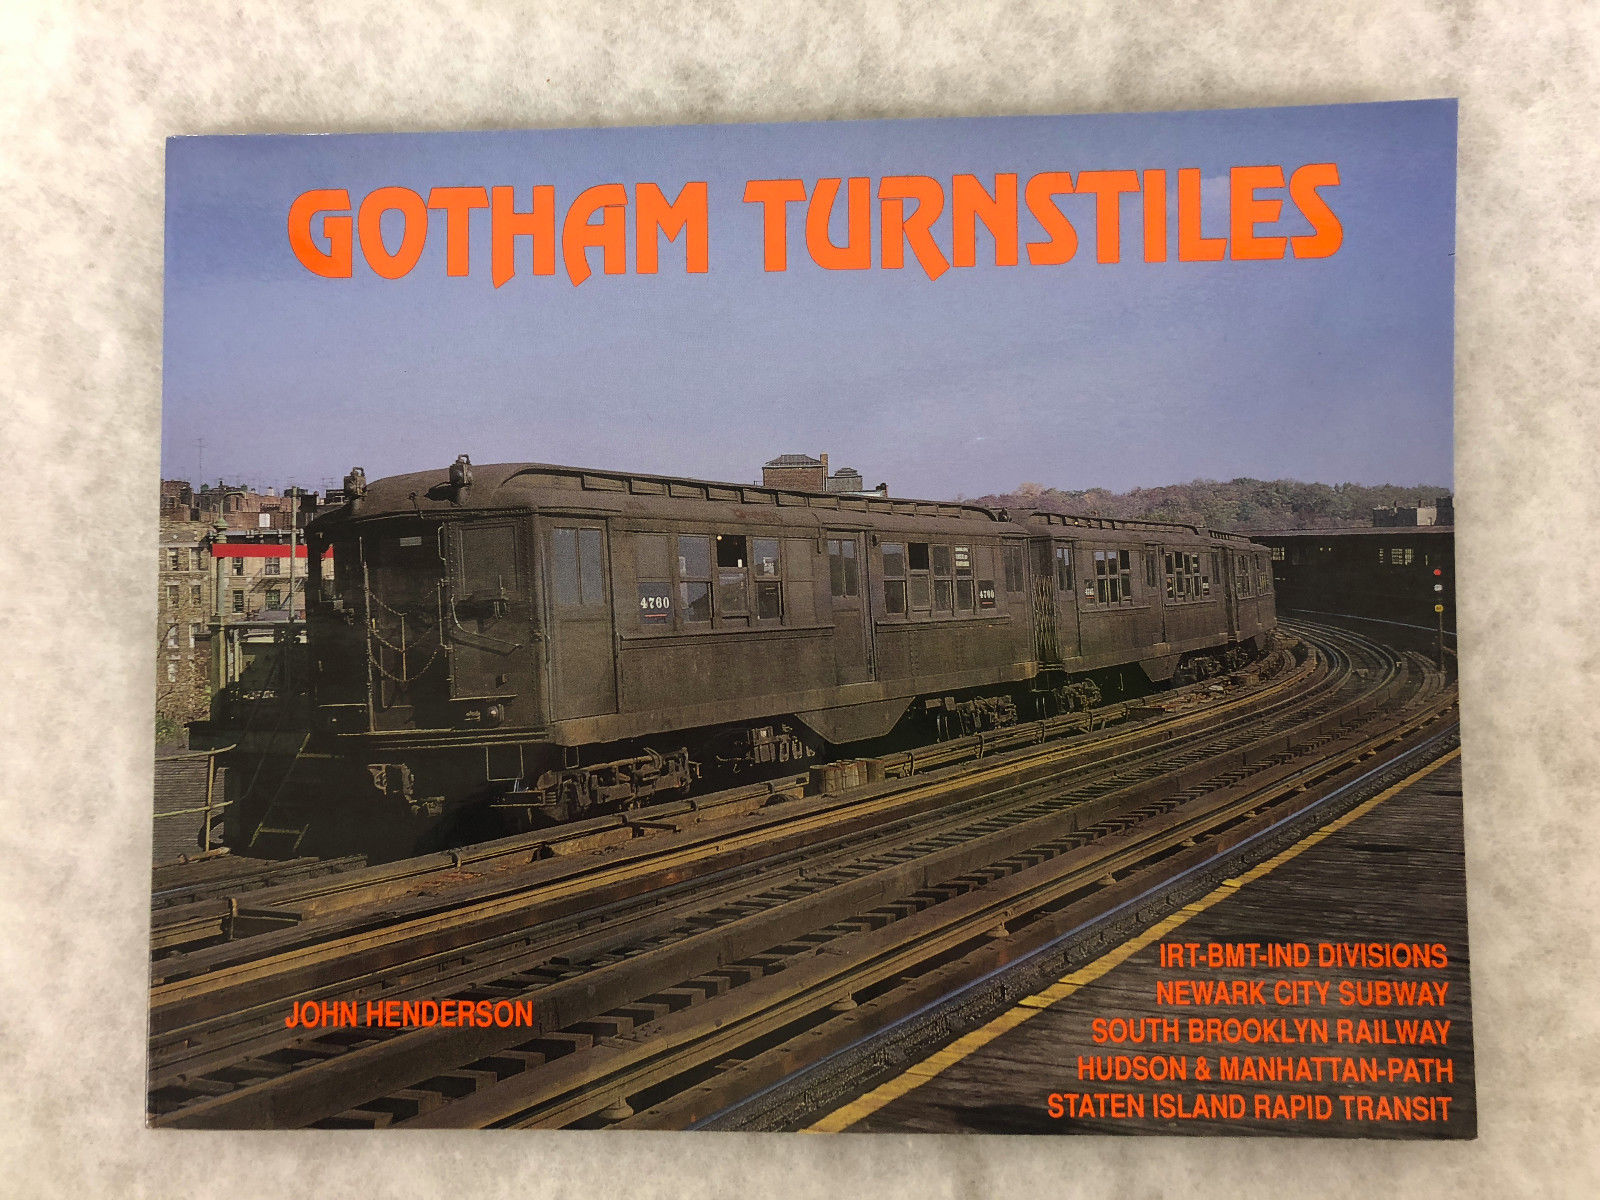 GOTHAM TURNSTILES
4760
4760
JOHN HENDERSON
IRT-BMT-IND DIVISIONS
NEWARK CITY SUBWAY
SOUTH BROOKLYN RAILWAY
HUDSON & MANHATTAN-PATH
STATEN ISLAND RAPID TRANSIT